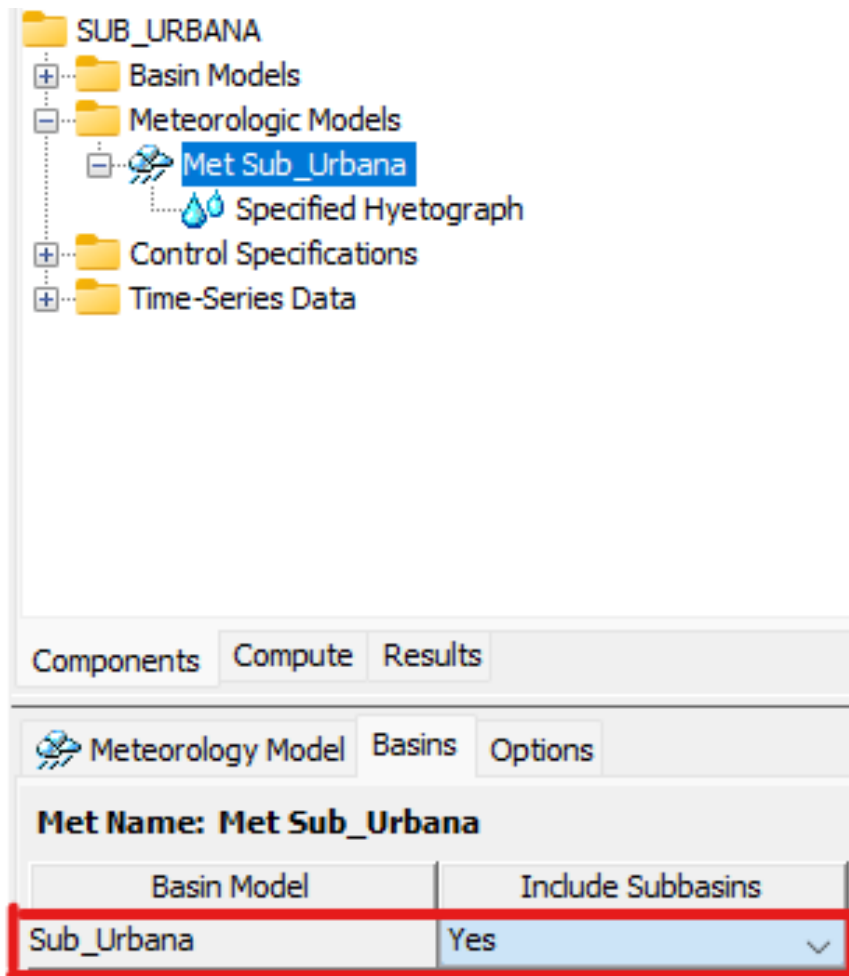 SUB_URBANA
Basin Models
Meteorologic Models
Met Sub_Urbana
Specified Hyetograph
Control Specifications
Time-Series Data
Components Compute Results
Meteorology Model Basins Options
Met Name: Met Sub_Urbana
Basin Model Include Subbasins
Sub_Urbana Yes